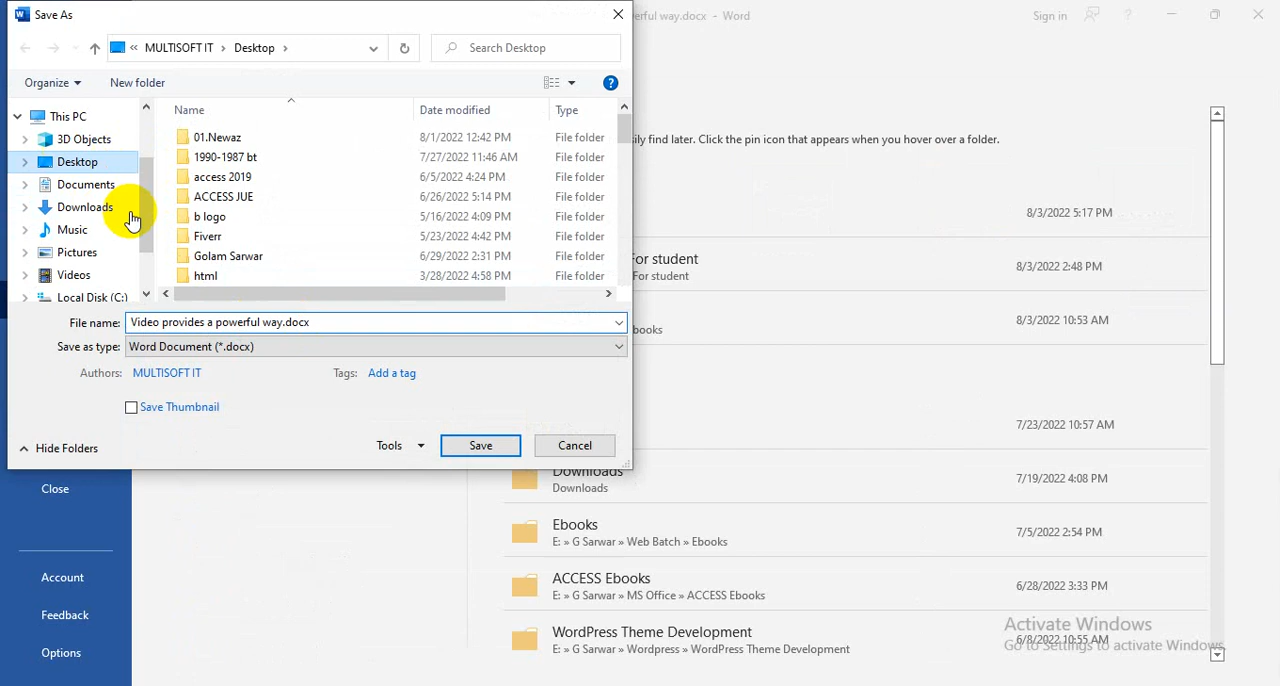 Save As
erful way.docx - Word
Sign in
MULTISOFT IT > Desktop >
Search Desktop
Organize
New folder
This PC
3D Objects
Desktop
Documents
Downloads
Music
Pictures
Videos
Local Disk (C:)
Name Date modified Type
01.Newaz 8/1/2022 12:42 PM File folder
1990-1987 bt 7/27/2022 11:46 AM File folder
access 2019 6/5/2022 4:24 PM File folder
ACCESS JUE 6/26/2022 5:14 PM File folder
b logo 5/16/2022 4:09 PM File folder
Fiverr 5/23/2022 4:42 PM File folder
Golam Sarwar 6/29/2022 2:31 PM File folder
html 3/28/2022 4:58 PM File folder
File name: Video provides a powerful way.docx
Save as type: Word Document (*.docx)
Authors: MULTISOFT IT Tags: Add a tag
Save Thumbnail
Hide Folders
Tools Save Cancel
ily find later. Click the pin icon that appears when you hover over a folder.
8/3/2022 5:17 PM
For student
For student
8/3/2022 2:48 PM
books
8/3/2022 10:53 AM
7/23/2022 10:57 AM
Downloads
Downloads
7/19/2022 4:08 PM
Ebooks
E: » G Sarwar » Web Batch » Ebooks
7/5/2022 2:54 PM
ACCESS Ebooks
E: » G Sarwar » MS Office » ACCESS Ebooks
6/28/2022 3:33 PM
WordPress Theme Development
E: » G Sarwar » Wordpress » WordPress Theme Development
6/8/2022 10:55 AM
Close
Account
Feedback
Options
Activate Windows
Go to Settings to activate Windows.